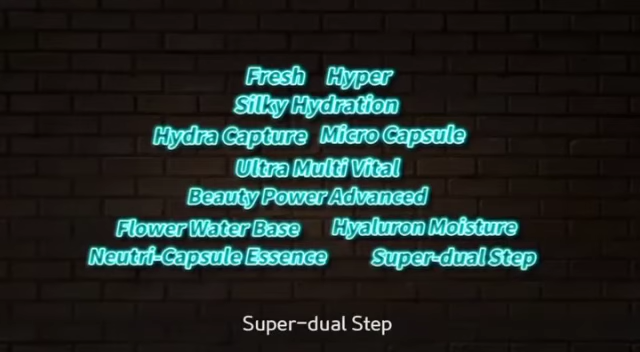 Fresh Hyper
Silky Hydration
Hydra Capture Micro Capsule
Ultra Multi Vital
Beauty Power Advanced
Flower Water Base Hyaluron Moisture
Neutri-Capsule Essence Super-dual Step
Super-dual Step